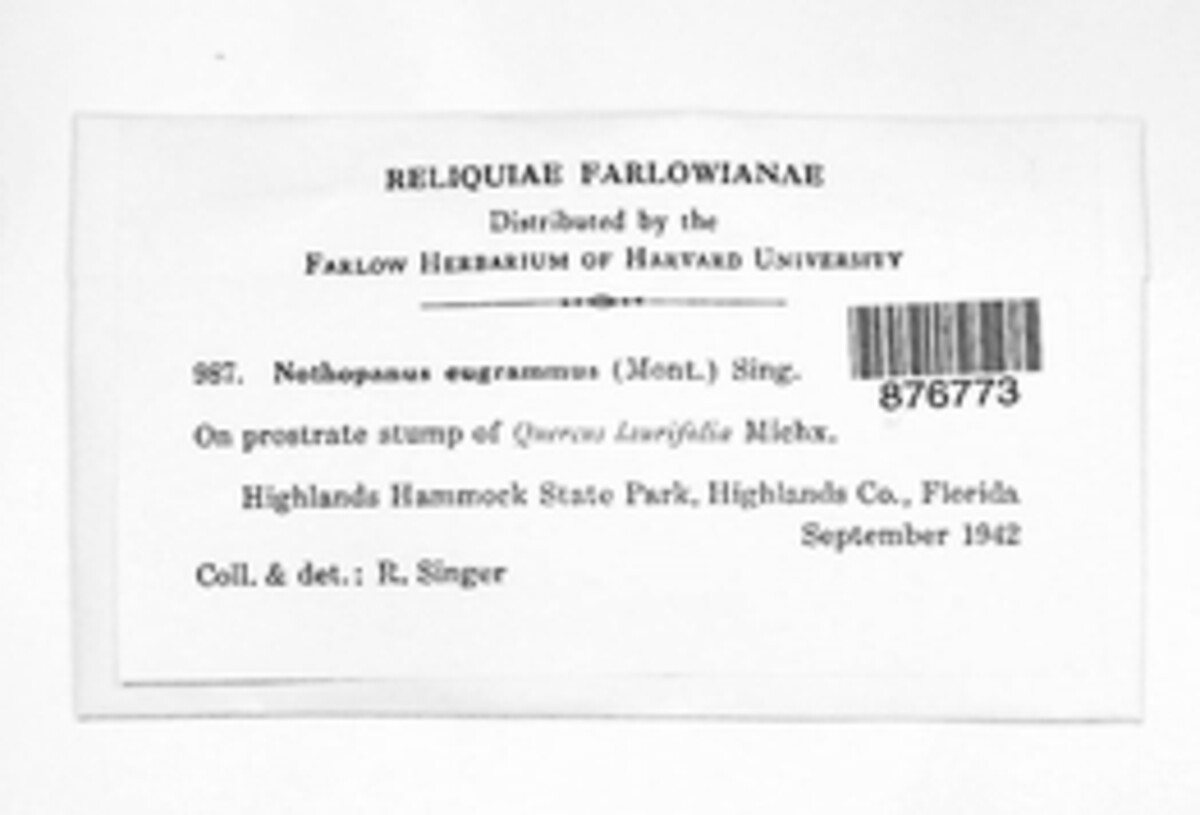 RELIQUIAE FARLOWIANAE
Distributed by the
FARLOW HERBARIUM OF HARVARD UNIVERSITY
987. Nothopanus eugrammus (Mont.) Sing.
876773
On prostrate stump of Quercus laurifolia Michx.
Highlands Hammock State Park, Highlands Co., Florida
September 1942
Coll. & det.: R. Singer